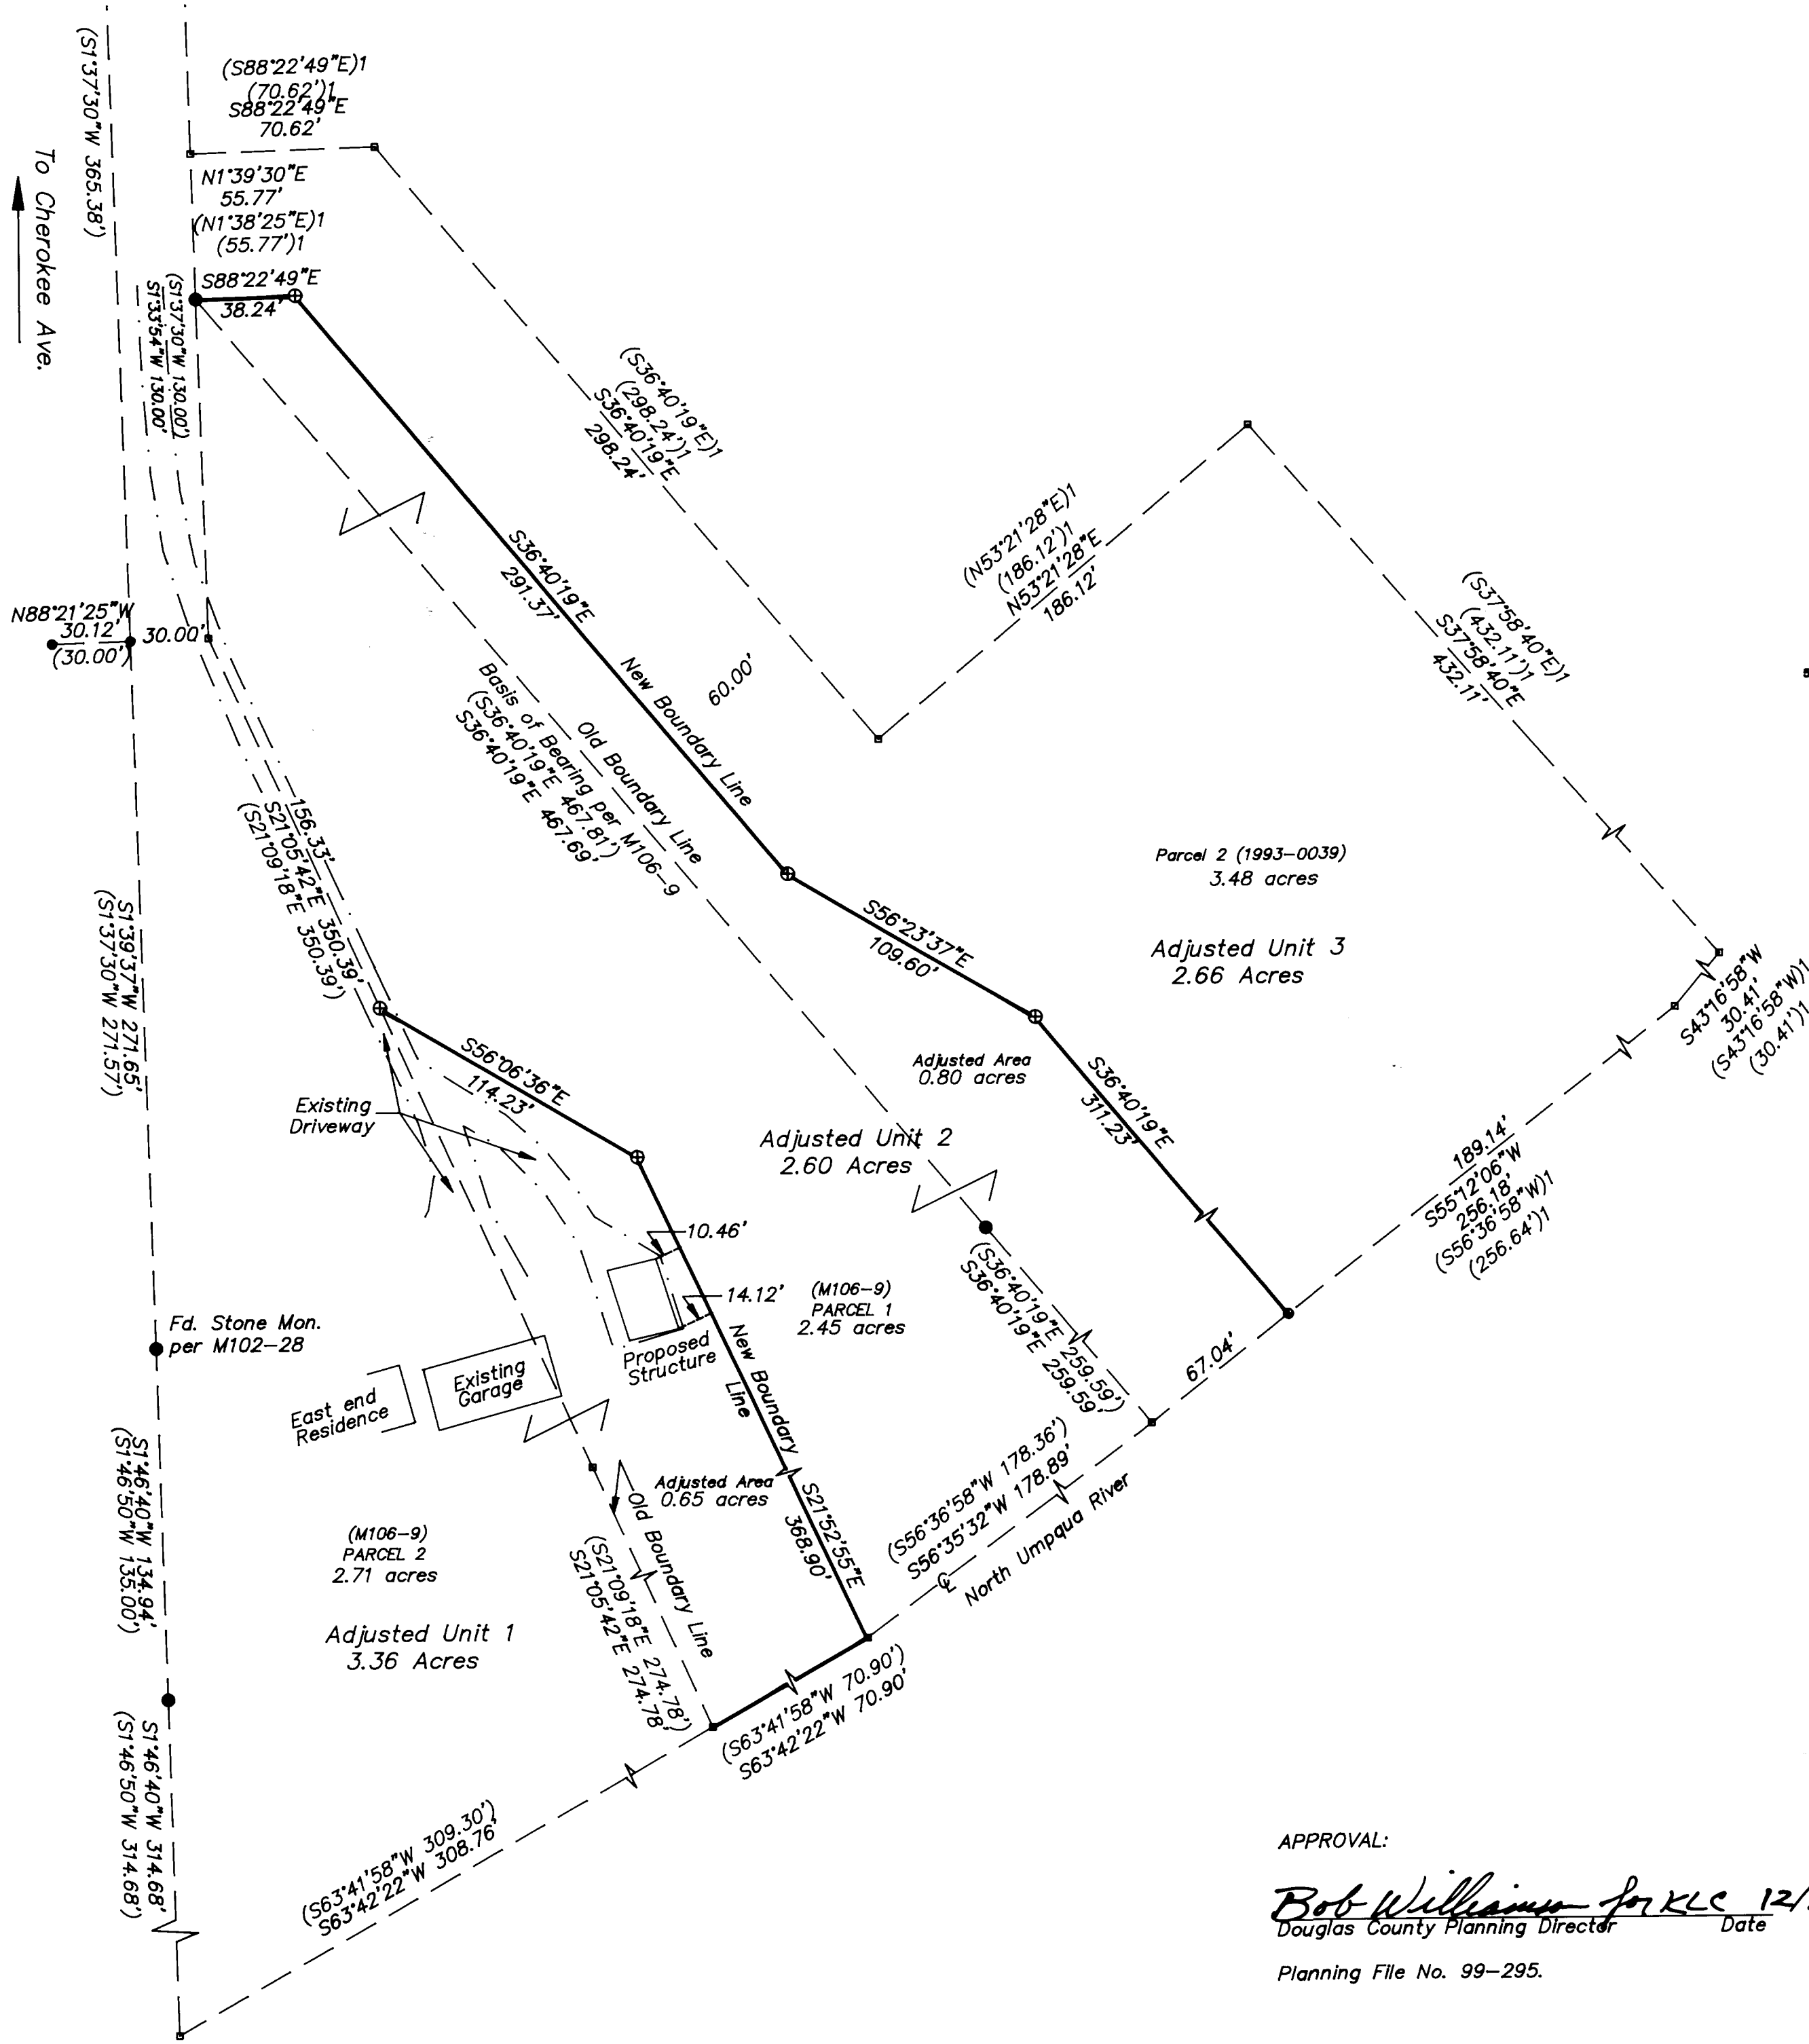 (S88°22'49"E)1
(70.62')1
S88°22'49"E
70.62'
(S1°37'30"W 365.38')
To Cherokee Ave.
N1°39'30"E
55.77'
(N1°38'25"E)1
(55.77')1
S88°22'49"E
38.24'
(S1°37'30"W 130.00')
S1°33'54"W 130.00'
(S36°40'19"E)1
(298.24')1
S36°40'19"E
298.24'
(N53°21'28"E)1
(186.12')1
N53°21'28"E
186.12'
(S37°58'40"E)1
(432.11')1
S37°58'40"E
432.11'
S36°40'19"E
291.37'
New Boundary Line
60.00'
N88°21'25"W
30.12'
(30.00')
30.00'
Old Boundary Line
Basis of Bearing per M106-9
(S36°40'19"E 467.81')
S36°40'19"E 467.69'
156.33'
S21°05'42"E 350.39'
(S21°09'18"E 350.39')
Parcel 2 (1993-0039)
3.48 acres
Adjusted Unit 3
2.66 Acres
S56°23'37"E
109.60'
S43°16'58"W
30.41'
(S43°16'58"W)1
(30.41')1
S1°39'37"W 271.65'
(S1°37'30"W 271.57')
S56°06'36"E
114.23'
Existing
Driveway
Adjusted Area
0.80 acres
S36°40'19"E
311.23'
Adjusted Unit 2
2.60 Acres
189.14'
S55°12'06"W
256.18'
(S56°36'58"W)1
(256.64')1
10.46'
14.12'
(M106-9)
PARCEL 1
2.45 acres
(S36°40'19"E 259.59')
S36°40'19"E 259.59'
Fd. Stone Mon.
per M102-28
Proposed
Structure
New Boundary
Line
Existing
Garage
East end
Residence
67.04'
S1°46'40"W 134.94'
(S1°46'50"W 135.00')
Adjusted Area
0.65 acres
S21°52'55"E
368.90'
(S56°36'58"W 178.36')
S56°35'32"W 178.89'
℄
North Umpqua River
(M106-9)
PARCEL 2
2.71 acres
Old Boundary Line
(S21°09'18"E 274.78')
S21°05'42"E 274.78'
Adjusted Unit 1
3.36 Acres
(S63°41'58"W 70.90')
S63°42'22"W 70.90'
S1°46'40"W 314.68'
(S1°46'50"W 314.68')
(S63°41'58"W 309.30')
S63°42'22"W 308.76'
APPROVAL:
Bob Williams for KLC 12/
Douglas County Planning Director Date
Planning File No. 99-295.